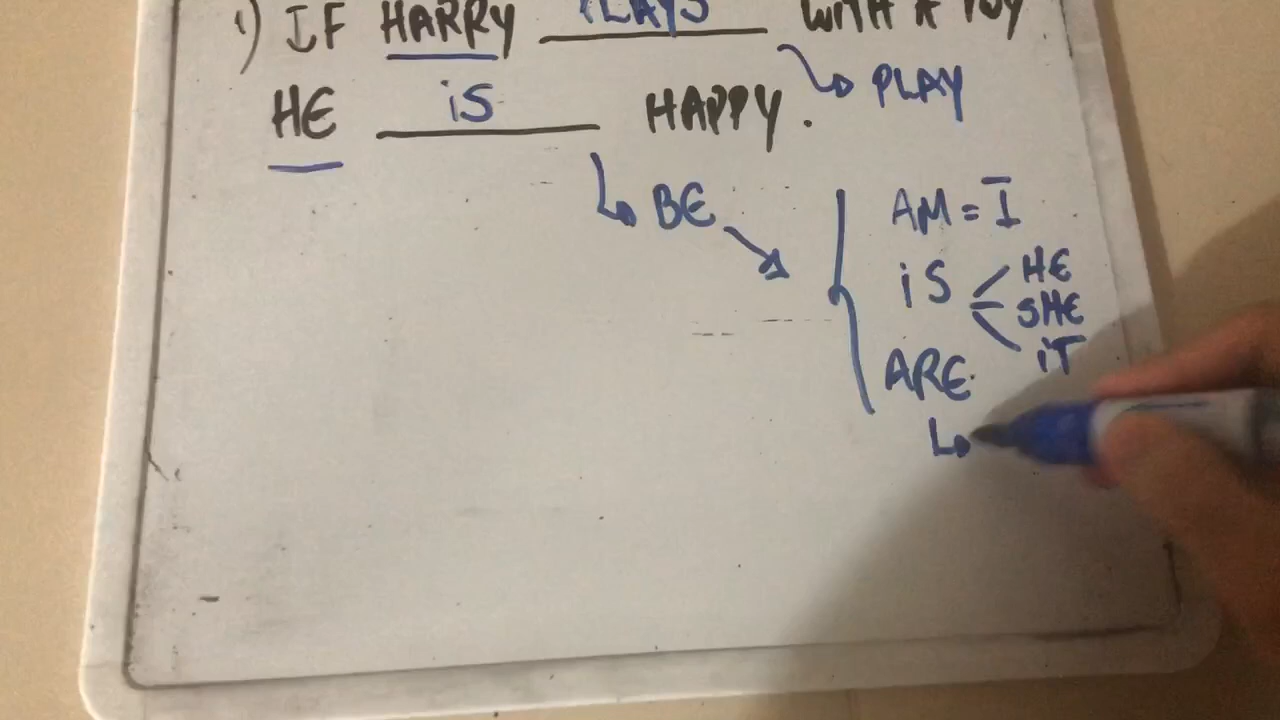 1) IF HARRY PLAYS WITH A TOY
PLAY
HE iS HAPPY.
BE
AM = I
iS HE
SHE
iT
ARE